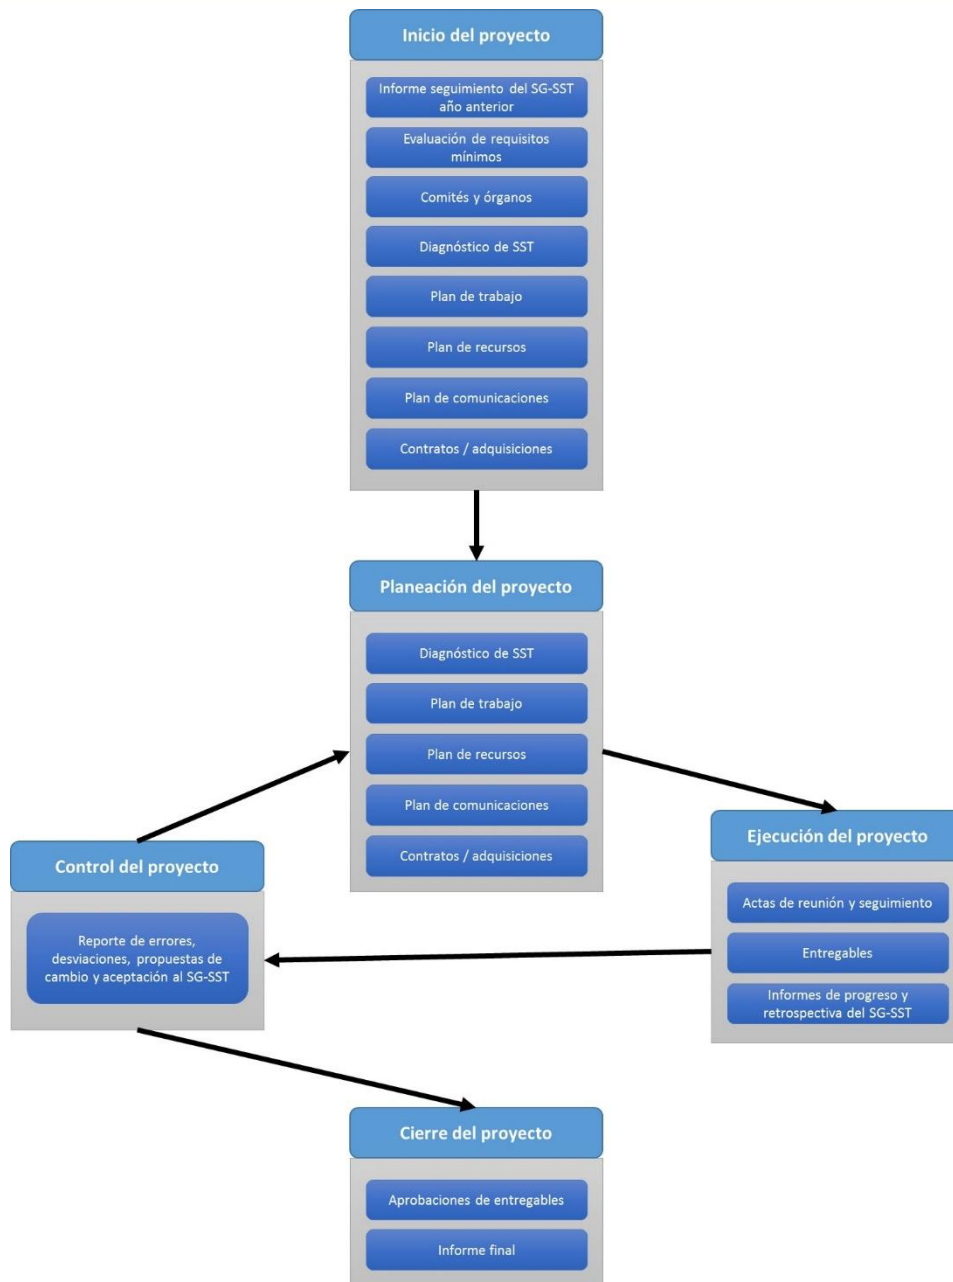 Inicio del proyecto
Informe seguimiento del SG-SST
año anterior
Evaluación de requisitos
mínimos
Comités y órganos
Diagnóstico de SST
Plan de trabajo
Plan de recursos
Plan de comunicaciones
Contratos / adquisiciones
Planeación del proyecto
Diagnóstico de SST
Plan de trabajo
Plan de recursos
Plan de comunicaciones
Contratos / adquisiciones
Ejecución del proyecto
Actas de reunión y seguimiento
Entregables
Informes de progreso y
retrospectiva del SG-SST
Control del proyecto
Reporte de errores,
desviaciones, propuestas de
cambio y aceptación al SG-SST
Cierre del proyecto
Aprobaciones de entregables
Informe final